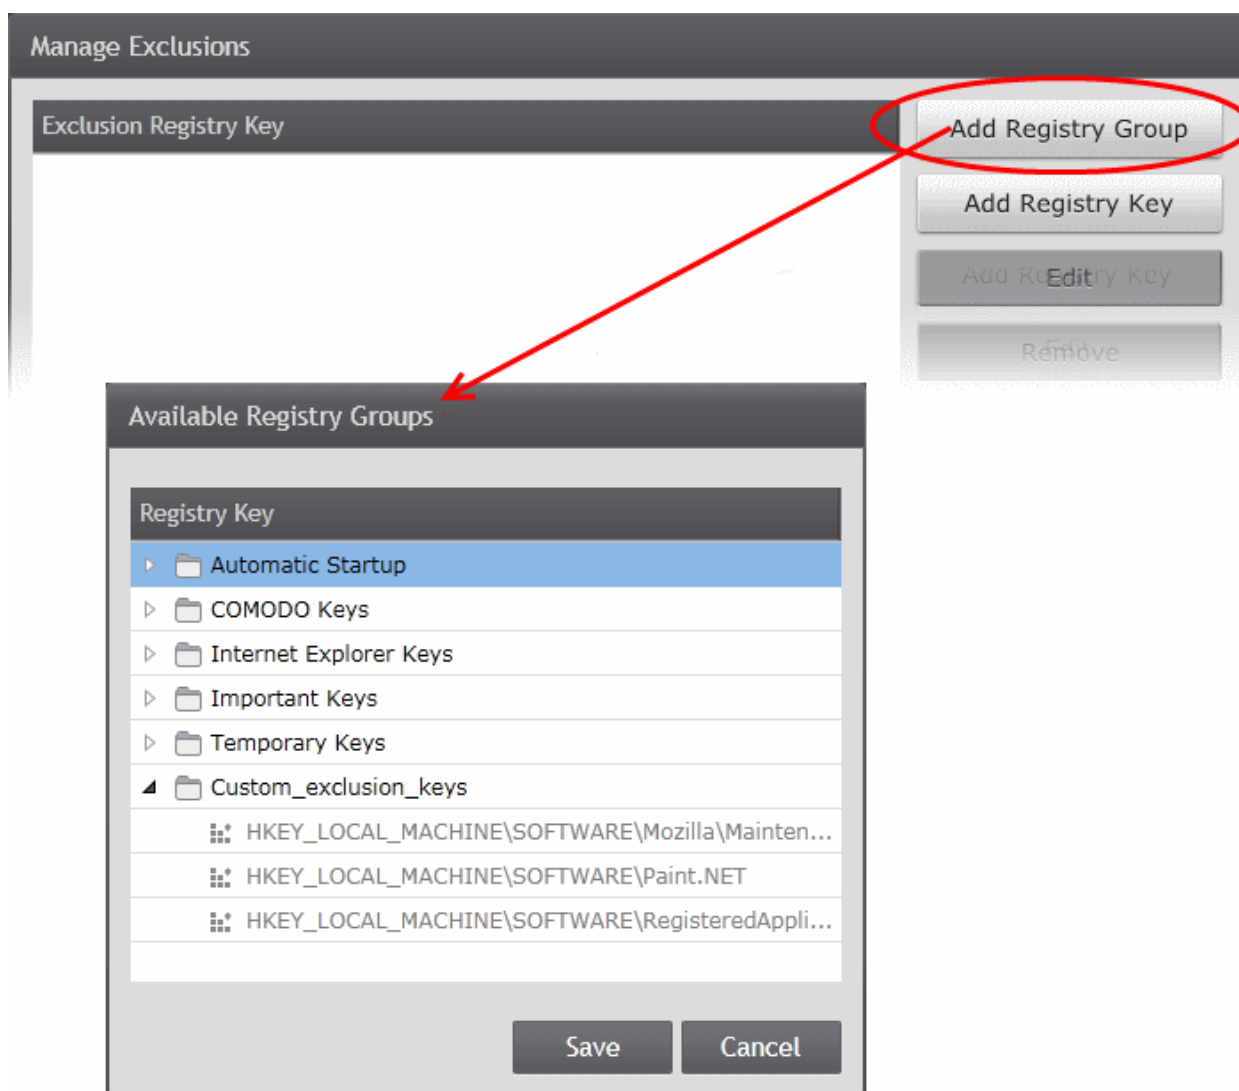 Manage Exclusions
Exclusion Registry Key
Add Registry Group
Add Registry Key
Edit
Remove
Available Registry Groups
Registry Key
Automatic Startup
COMODO Keys
Internet Explorer Keys
Important Keys
Temporary Keys
Custom_exclusion_keys
HKEY_LOCAL_MACHINE\SOFTWARE\Mozilla\Mainten...
HKEY_LOCAL_MACHINE\SOFTWARE\Paint.NET
HKEY_LOCAL_MACHINE\SOFTWARE\RegisteredAppli...
Save Cancel